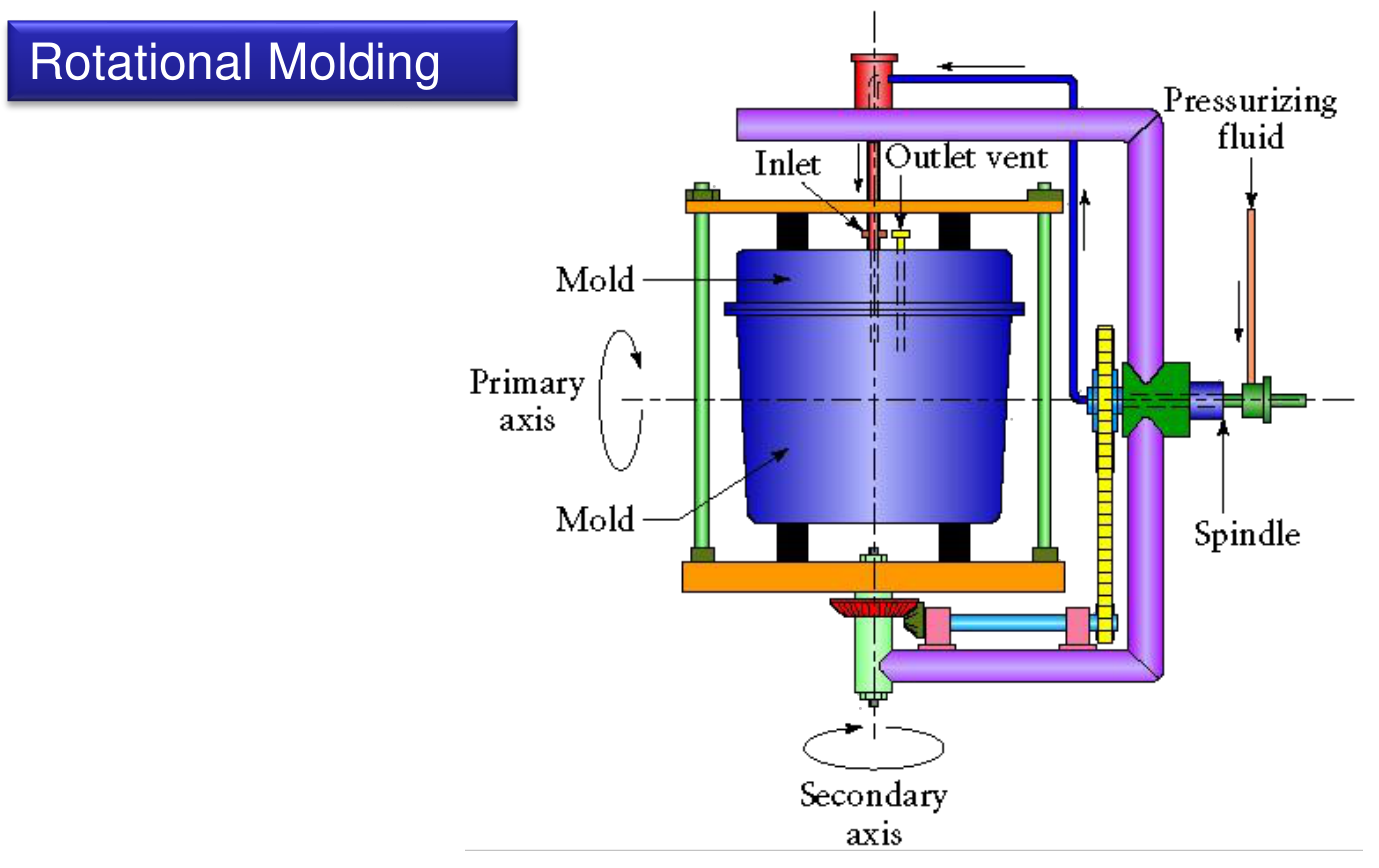 Rotational Molding
Pressurizing
fluid
Inlet
Outlet vent
Mold
Primary
axis
Mold
Spindle
Secondary
axis